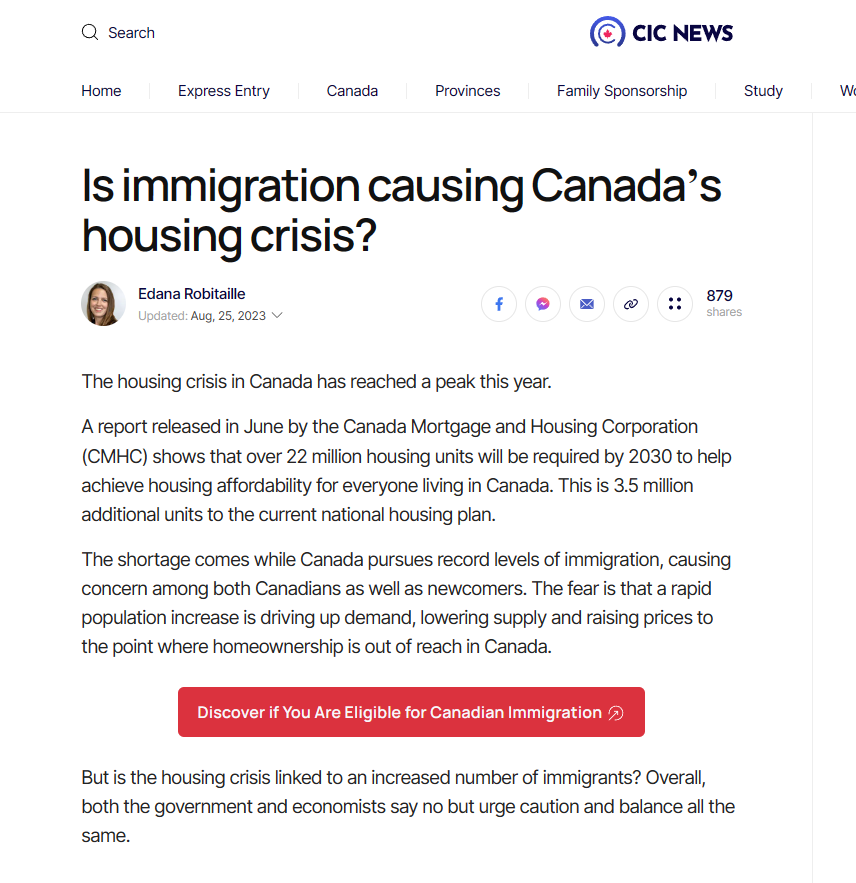 Search
CIC NEWS
Home
Express Entry
Canada
Provinces
Family Sponsorship
Study
Is immigration causing Canada’s
housing crisis?
Edana Robitaille
Updated: Aug, 25, 2023
879
shares
The housing crisis in Canada has reached a peak this year.
A report released in June by the Canada Mortgage and Housing Corporation
(CMHC) shows that over 22 million housing units will be required by 2030 to help
achieve housing affordability for everyone living in Canada. This is 3.5 million
additional units to the current national housing plan.
The shortage comes while Canada pursues record levels of immigration, causing
concern among both Canadians as well as newcomers. The fear is that a rapid
population increase is driving up demand, lowering supply and raising prices to
the point where homeownership is out of reach in Canada.
Discover if You Are Eligible for Canadian Immigration
But is the housing crisis linked to an increased number of immigrants? Overall,
both the government and economists say no but urge caution and balance all the
same.